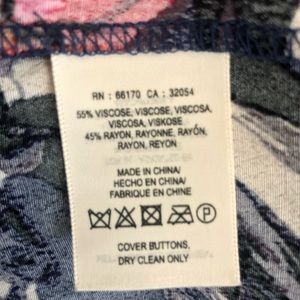 RN : 66170 CA : 32054
55% VISCOSE, VISCOSE, VISCOSA,
VISCOSA, VISKOSE
45% RAYON, RAYONNE, RAYÓN,
RAYON, REYON
MADE IN CHINA/
HECHO EN CHINA/
FABRIQUE EN CHINE
P
COVER BUTTONS,
DRY CLEAN ONLY